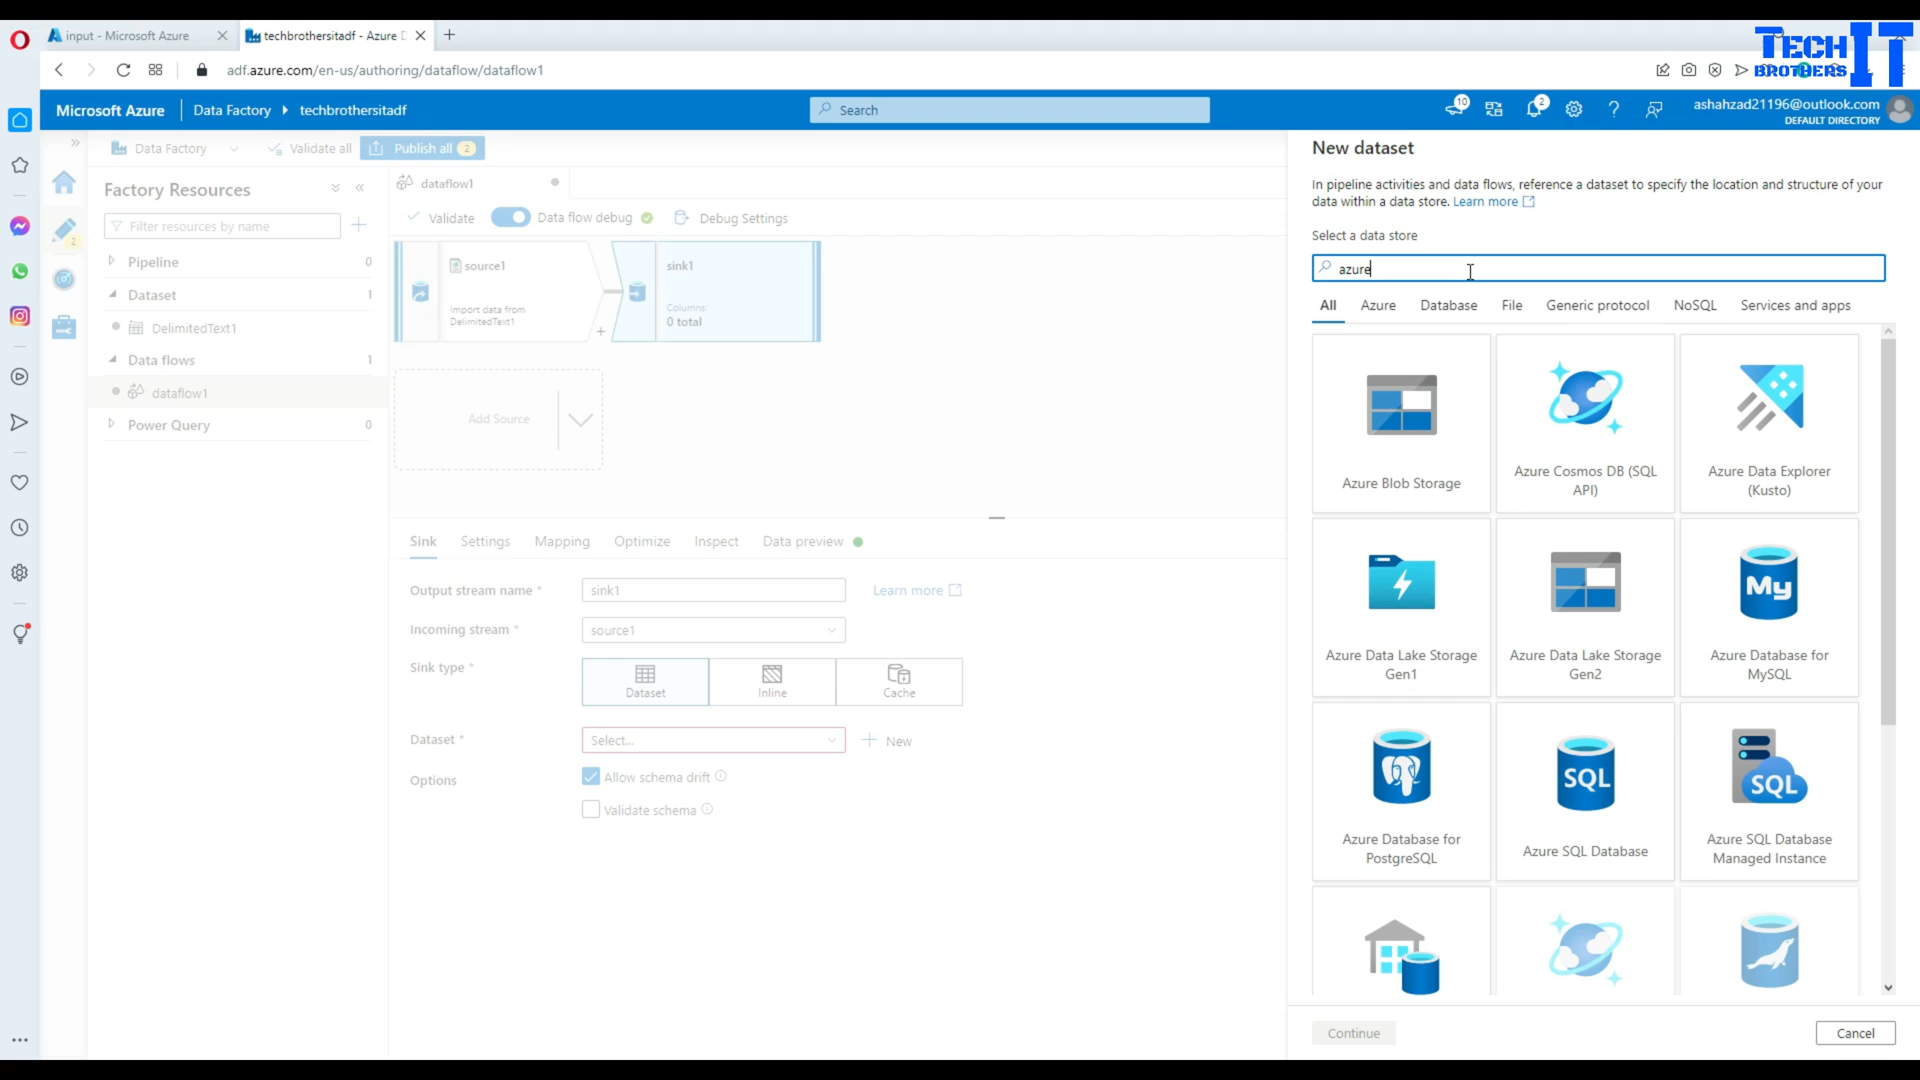 input - Microsoft Azure
techbrothersitadf - Azure D
TECH IT
BROTHERS
adf.azure.com/en-us/authoring/dataflow/dataflow1
Microsoft Azure
Data Factory
techbrothersitadf
Search
10
2
ashahzad21196@outlook.com
DEFAULT DIRECTORY
Data Factory
Validate all
Publish all
2
Factory Resources
Filter resources by name
2
Pipeline
0
Dataset
1
DelimitedText1
Data flows
1
dataflow1
Power Query
0
dataflow1
Validate
Data flow debug
Debug Settings
source1
Import data from
DelimitedText1
sink1
Columns:
0 total
Add Source
Sink
Settings
Mapping
Optimize
Inspect
Data preview
Output stream name *
sink1
Learn more
Incoming stream *
source1
Sink type *
Dataset
Inline
Cache
Dataset *
Select...
New
Options
Allow schema drift
Validate schema
New dataset
In pipeline activities and data flows, reference a dataset to specify the location and structure of your
data within a data store. Learn more
Select a data store
azure
All
Azure
Database
File
Generic protocol
NoSQL
Services and apps
Azure Blob Storage
Azure Cosmos DB (SQL
API)
Azure Data Explorer
(Kusto)
Azure Data Lake Storage
Gen1
Azure Data Lake Storage
Gen2
My
Azure Database for
MySQL
Azure Database for
PostgreSQL
SQL
Azure SQL Database
SQL
Azure SQL Database
Managed Instance
Continue
Cancel